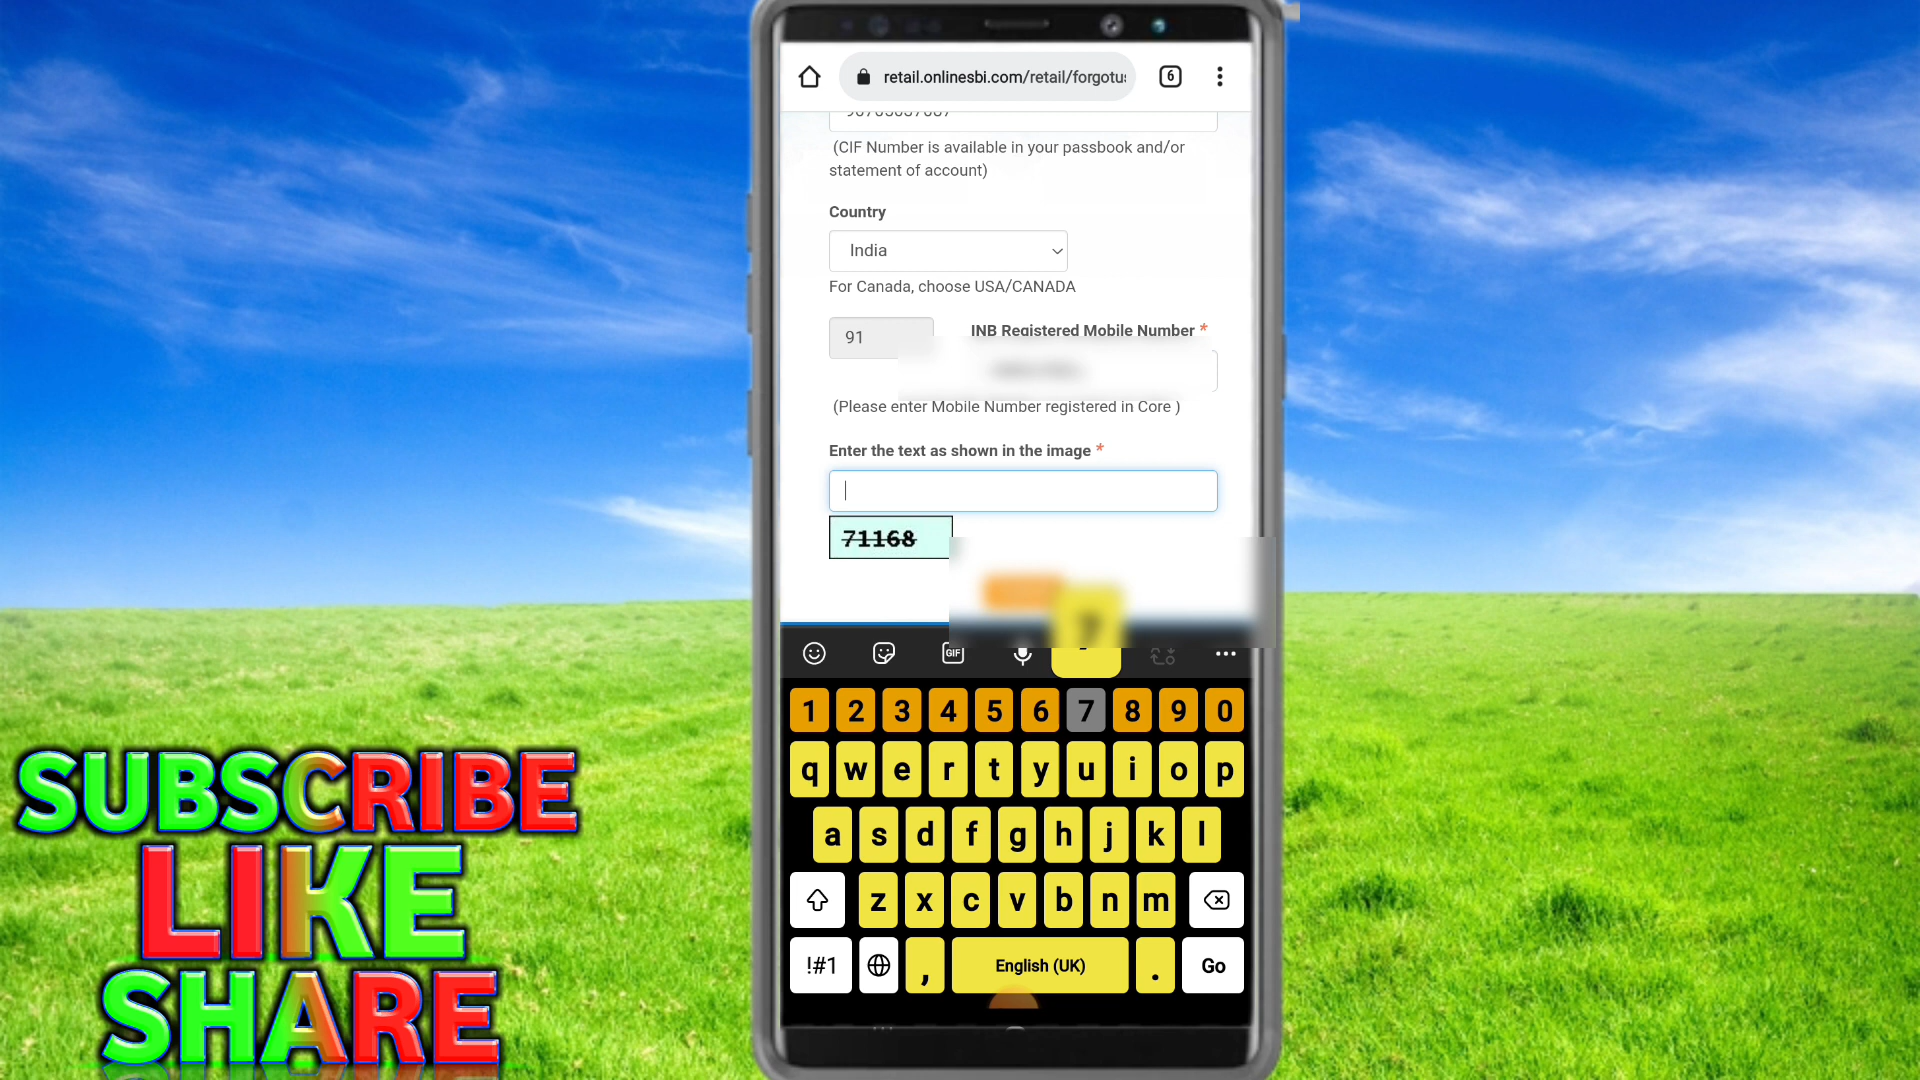 6
retail.onlinesbi.com/retail/forgotus
(CIF Number is available in your passbook and/or
statement of account)
Country
India
For Canada, choose USA/CANADA
91
INB Registered Mobile Number *
(Please enter Mobile Number registered in Core )
Enter the text as shown in the image *
71168
GIF
1 2 3 4 5 6 7 8 9 0
q w e r t y u i o p
a s d f g h j k l
z x c v b n m
!#1 , English (UK) . Go
SUBSCRIBE
LIKE
SHARE